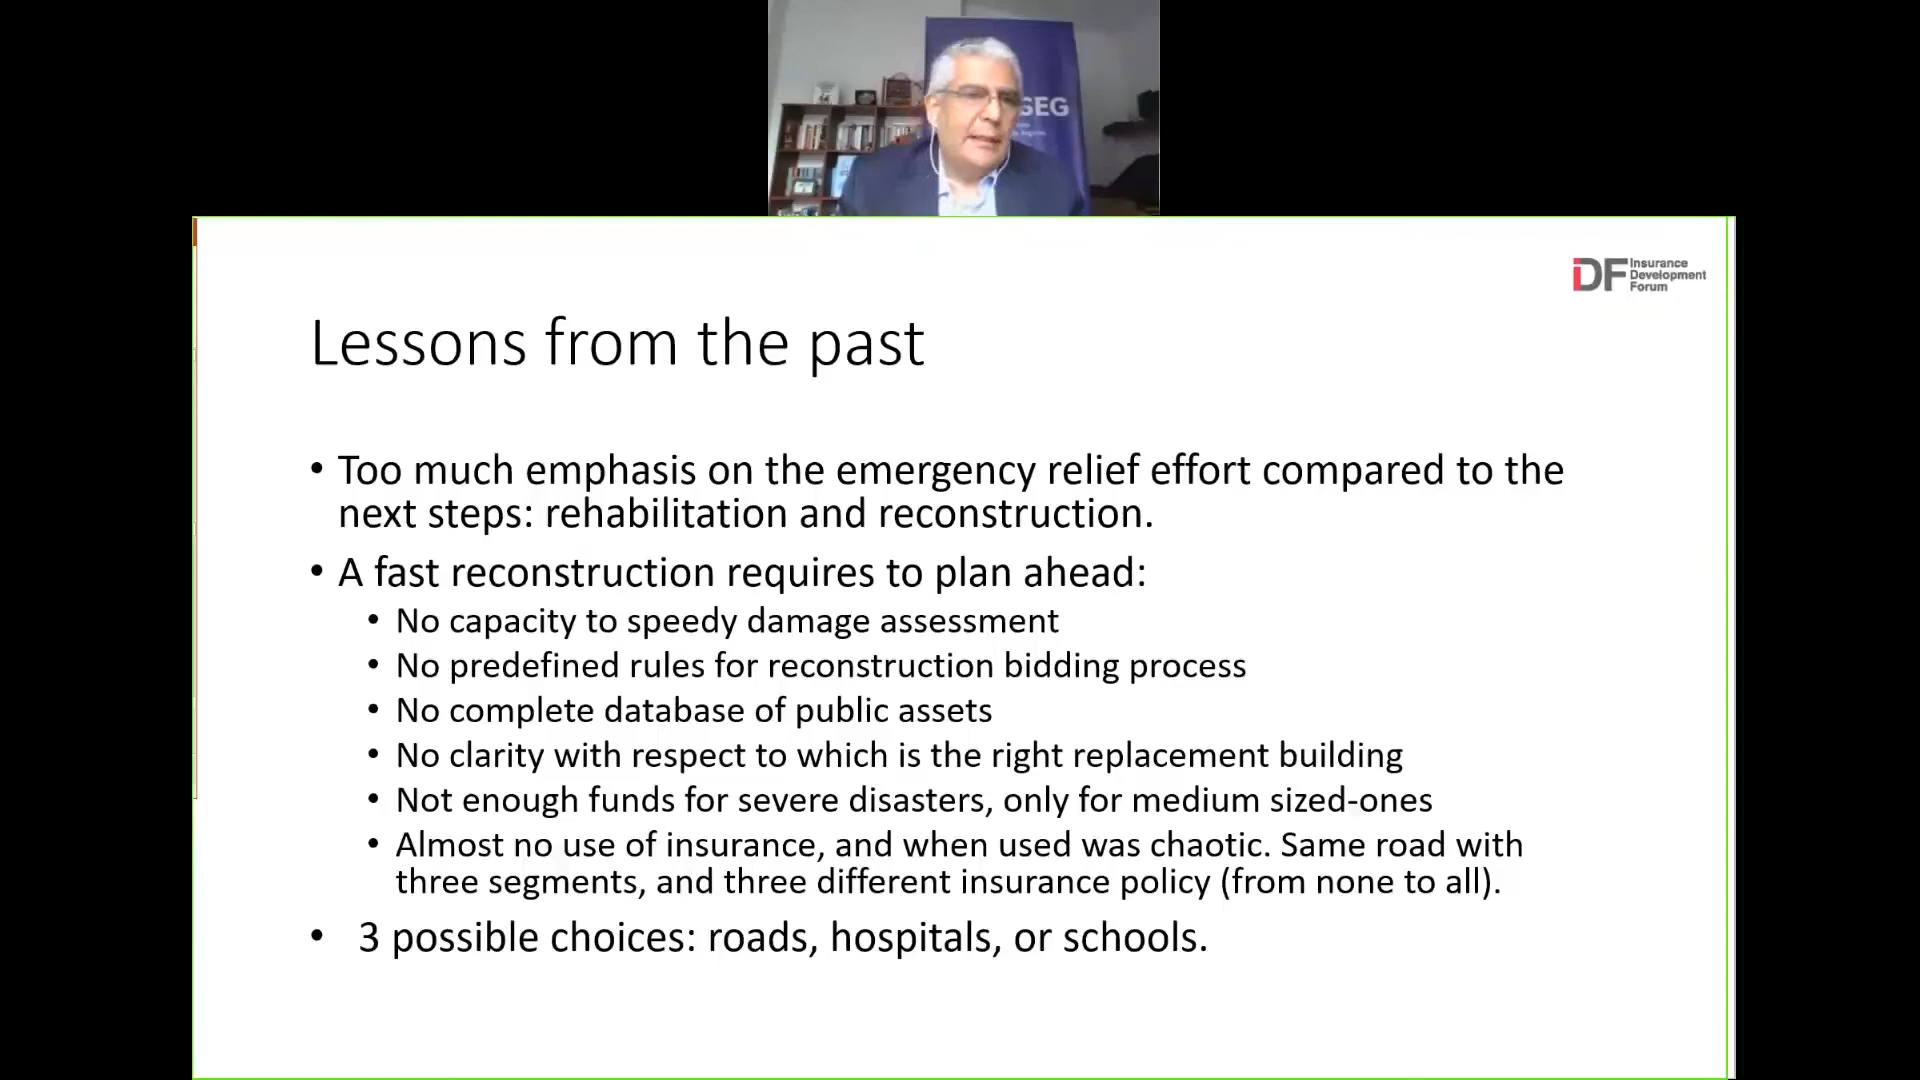 SEG
Insurance
Development
Forum
iDF
Lessons from the past
• Too much emphasis on the emergency relief effort compared to the
next steps: rehabilitation and reconstruction.
• A fast reconstruction requires to plan ahead:
• No capacity to speedy damage assessment
• No predefined rules for reconstruction bidding process
• No complete database of public assets
• No clarity with respect to which is the right replacement building
• Not enough funds for severe disasters, only for medium sized-ones
• Almost no use of insurance, and when used was chaotic. Same road with
three segments, and three different insurance policy (from none to all).
• 3 possible choices: roads, hospitals, or schools.